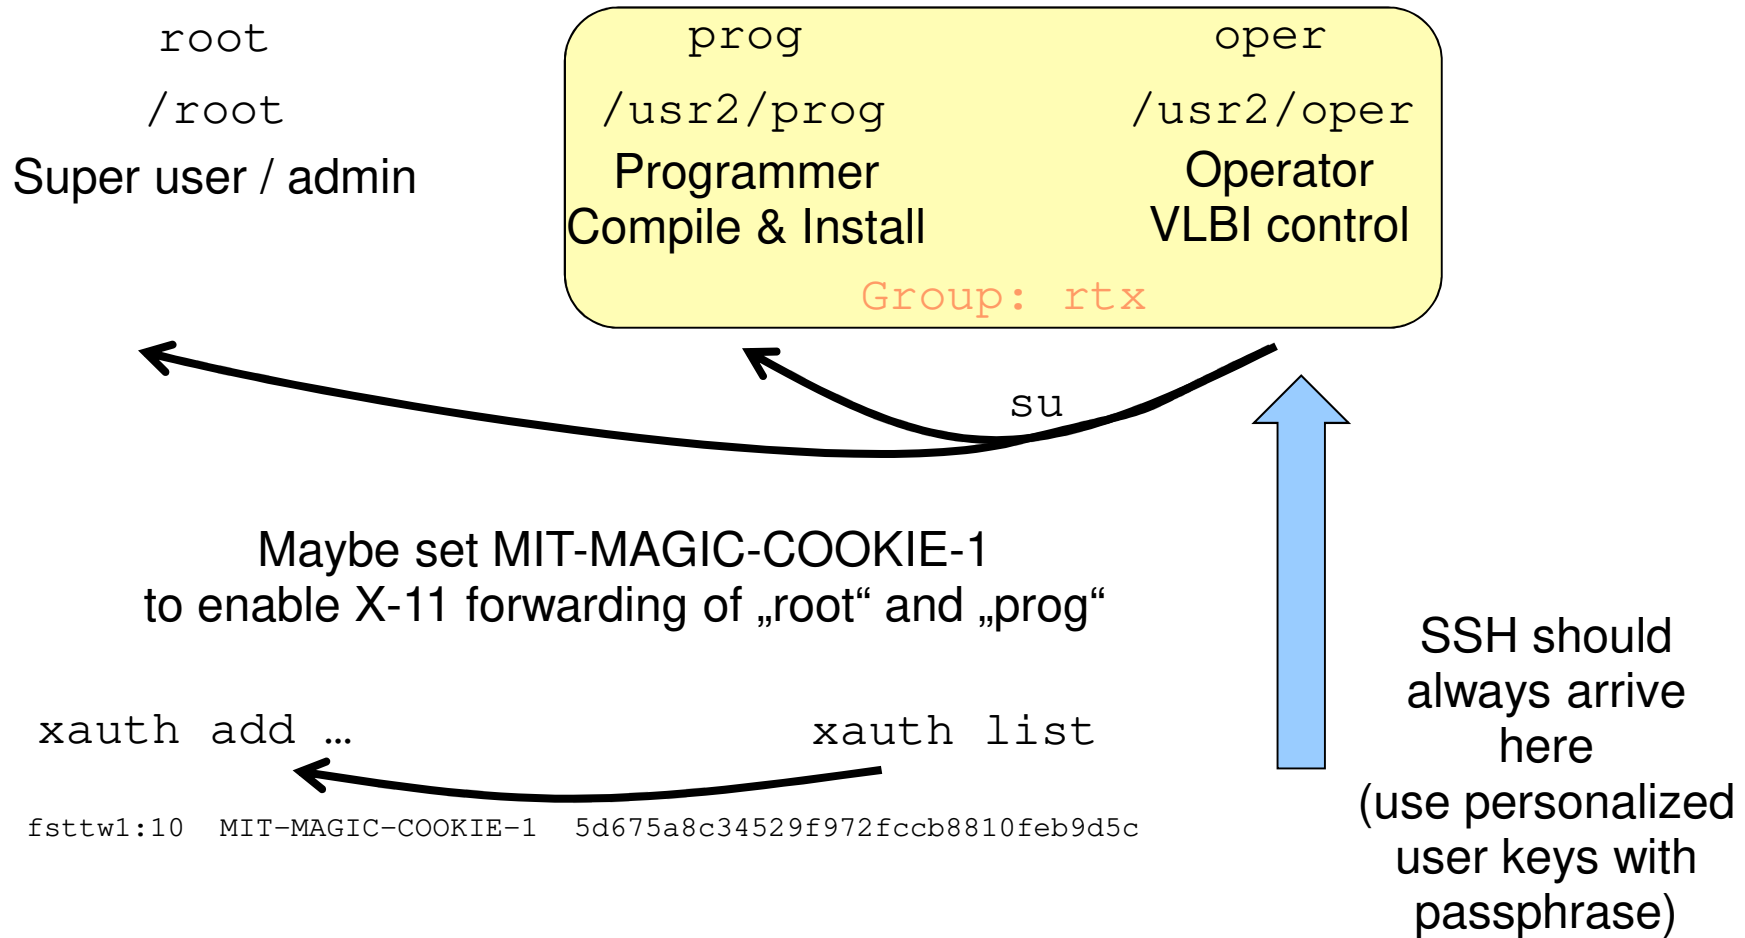 root
/root
Super user / admin
prog
/usr2/prog
Programmer
Compile & Install
oper
/usr2/oper
Operator
VLBI control
Group: rtx
su
Maybe set MIT-MAGIC-COOKIE-1
to enable X-11 forwarding of „root“ and „prog“
xauth add …
xauth list
fsttw1:10  MIT-MAGIC-COOKIE-1  5d675a8c34529f972fccb8810feb9d5c
SSH should
always arrive
here
(use personalized
user keys with
passphrase)